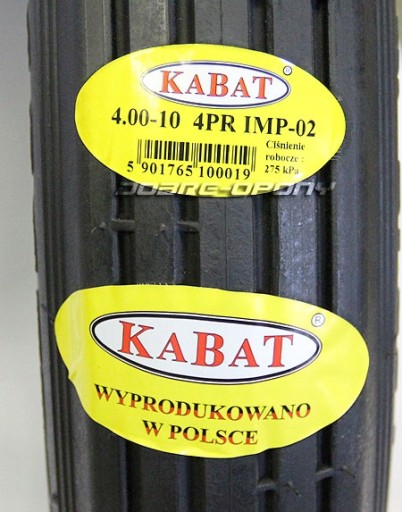 KABAT ®
4.00-10 4PR IMP-02
Ciśnienie
robocze :
275 kPa
5 901765 100019
DOBRE-OPONY
KABAT ®
WYPRODUKOWANO
W POLSCE